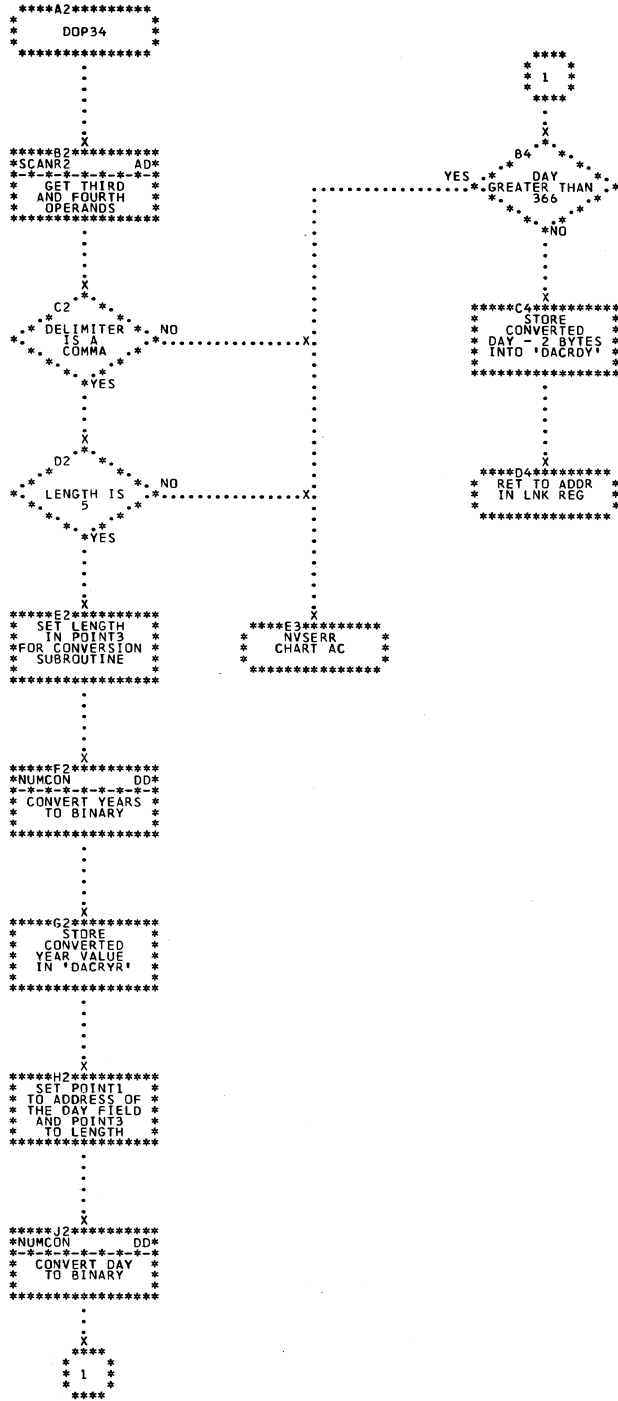 A2
DOP34
B2
SCANR2 AD
GET THIRD
AND FOURTH
OPERANDS
C2
DELIMITER
IS A
COMMA
NO
YES
D2
LENGTH IS
5
NO
YES
E2
SET LENGTH
IN POINT3
FOR CONVERSION
SUBROUTINE
F2
NUMCON DD
CONVERT YEARS
TO BINARY
G2
STORE
CONVERTED
YEAR VALUE
IN 'DACRYR'
H2
SET POINT1
TO ADDRESS OF
THE DAY FIELD
AND POINT3
TO LENGTH
J2
NUMCON DD
CONVERT DAY
TO BINARY
1
E3
NVSERR
CHART AC
1
B4
DAY
GREATER THAN
366
YES
NO
C4
STORE
CONVERTED
DAY - 2 BYTES
INTO 'DACRDY'
D4
RET TO ADDR
IN LNK REG